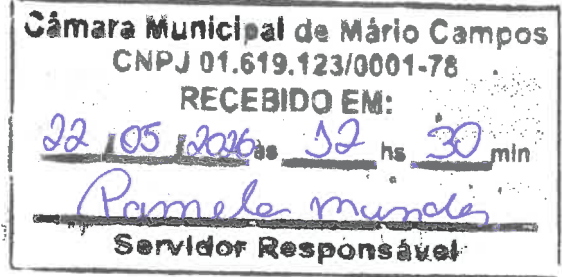 Câmara Municipal de Mário Campos
CNPJ 01.619.123/0001-78
RECEBIDO EM:
22 / 05 / 2026 as 12 hs 30 min
Pamela mundes
Servidor Responsável